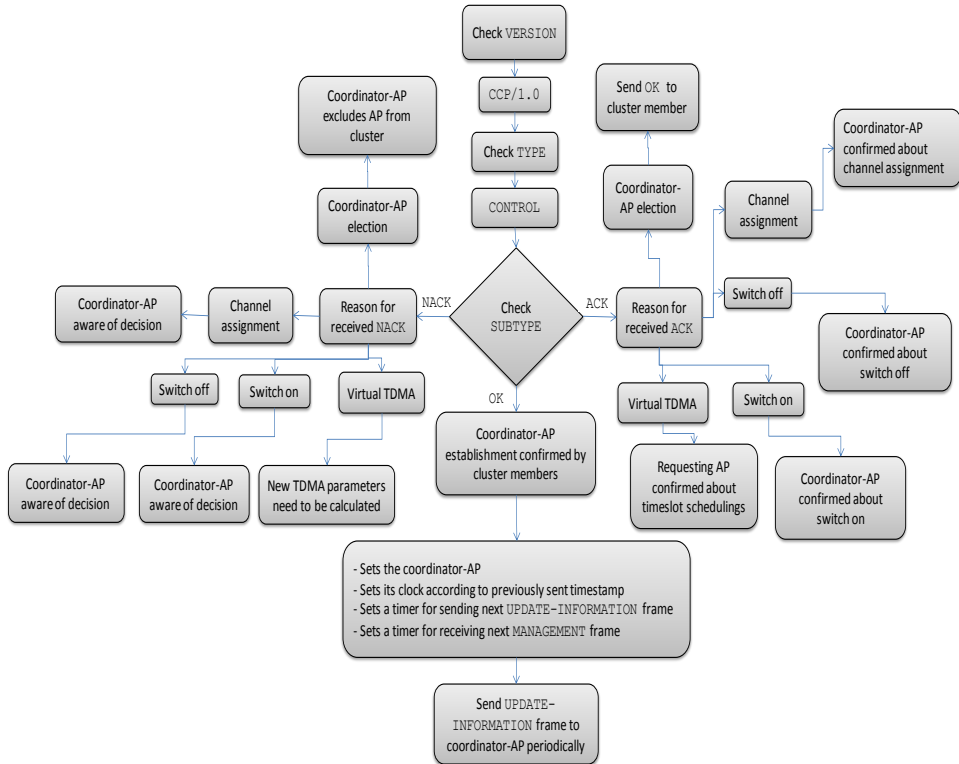 Check VERSION
CCP/1.0
Check TYPE
CONTROL
Check
SUBTYPE
NACK
ACK
OK
Coordinator-AP
excludes AP from
cluster
Coordinator-AP
election
Reason for
received NACK
Channel
assignment
Coordinator-AP
aware of decision
Switch off
Switch on
Virtual TDMA
Coordinator-AP
aware of decision
Coordinator-AP
aware of decision
New TDMA parameters
need to be calculated
Send OK to
cluster member
Coordinator-
AP election
Reason for
received ACK
Channel
assignment
Coordinator-AP
confirmed about
channel assignment
Switch off
Coordinator-AP
confirmed about
switch off
Virtual TDMA
Switch on
Requesting AP
confirmed about
timeslot schedulings
Coordinator-AP
confirmed about
switch on
Coordinator-AP
establishment confirmed by
cluster members
- Sets the coordinator-AP
- Sets its clock according to previously sent timestamp
- Sets a timer for sending next UPDATE-INFORMATION frame
- Sets a timer for receiving next MANAGEMENT frame
Send UPDATE-
INFORMATION frame to
coordinator-AP periodically